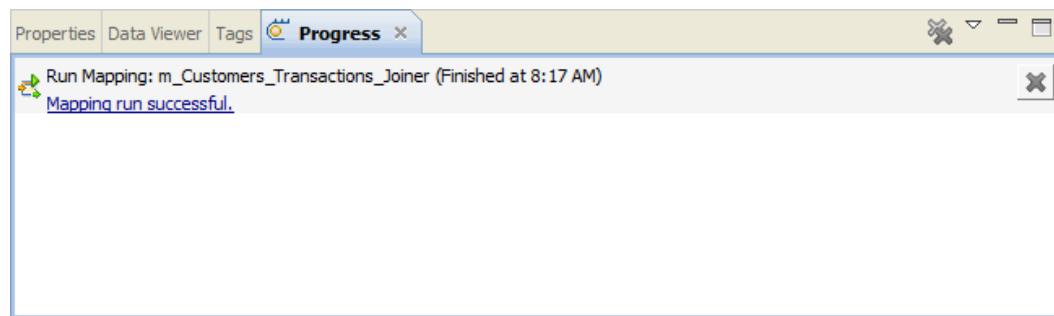 Properties Data Viewer Tags Progress
Run Mapping: m_Customers_Transactions_Joiner (Finished at 8:17 AM)
Mapping run successful.